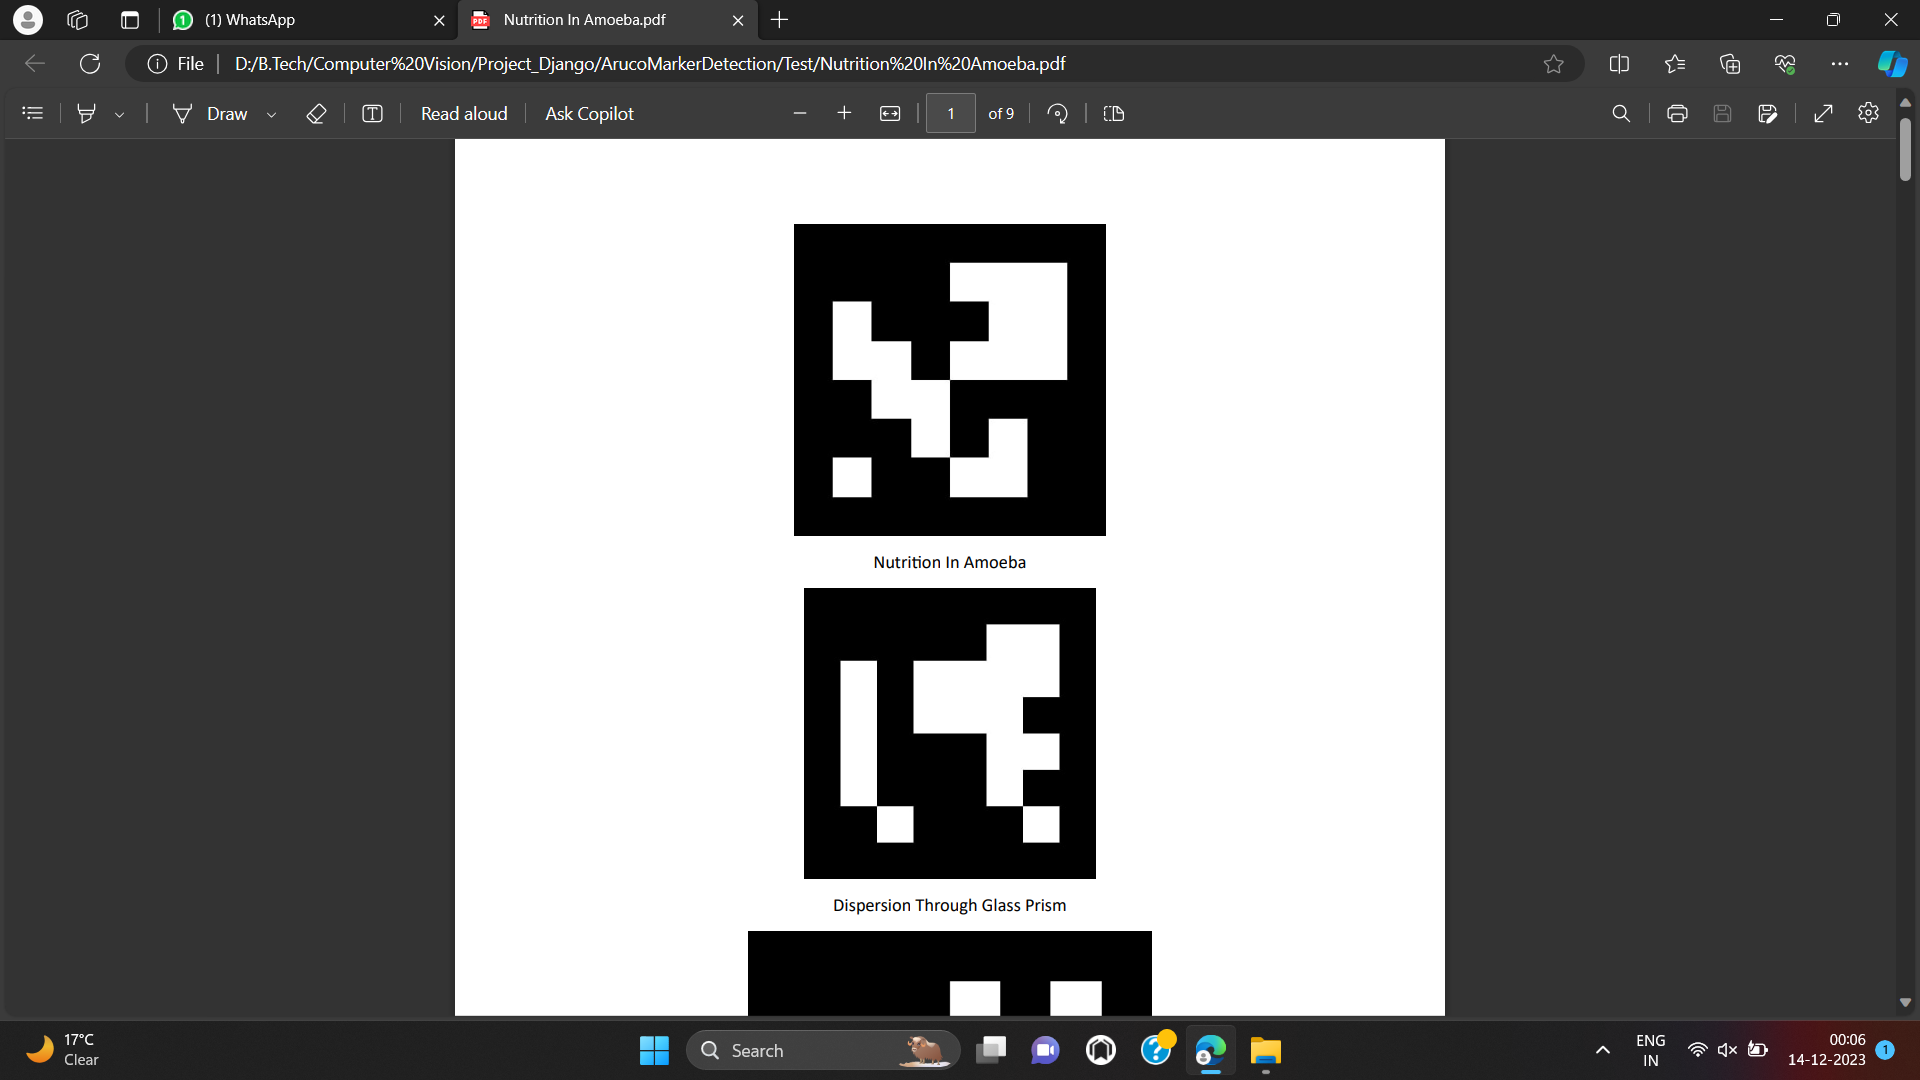 (1) WhatsApp
Nutrition In Amoeba.pdf
File
D:/B.Tech/Computer%20Vision/Project_Django/ArucoMarkerDetection/Test/Nutrition%20In%20Amoeba.pdf
Draw
Read aloud
Ask Copilot
1 of 9
Nutrition In Amoeba
Dispersion Through Glass Prism
17°C
Clear
Search
ENG
IN
00:06
14-12-2023
1